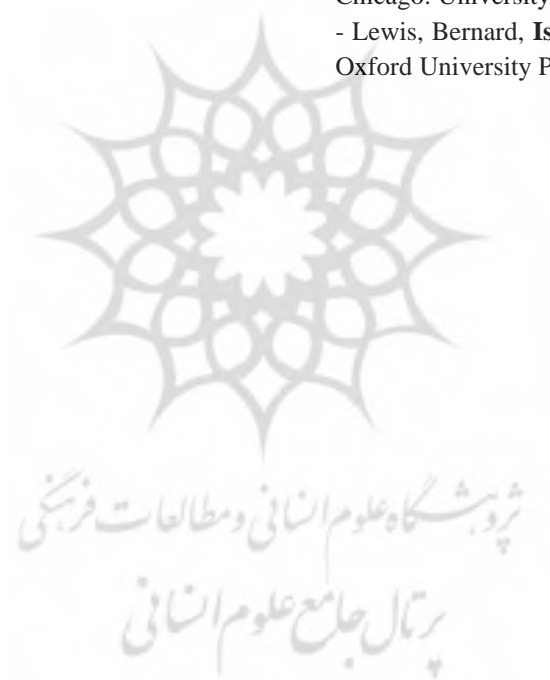 Chicago: University
- Lewis, Bernard, Is
Oxford University P
پژوهشگاه علوم انسانی و مطالعات فرهنگی
پرتال جامع علوم انسانی